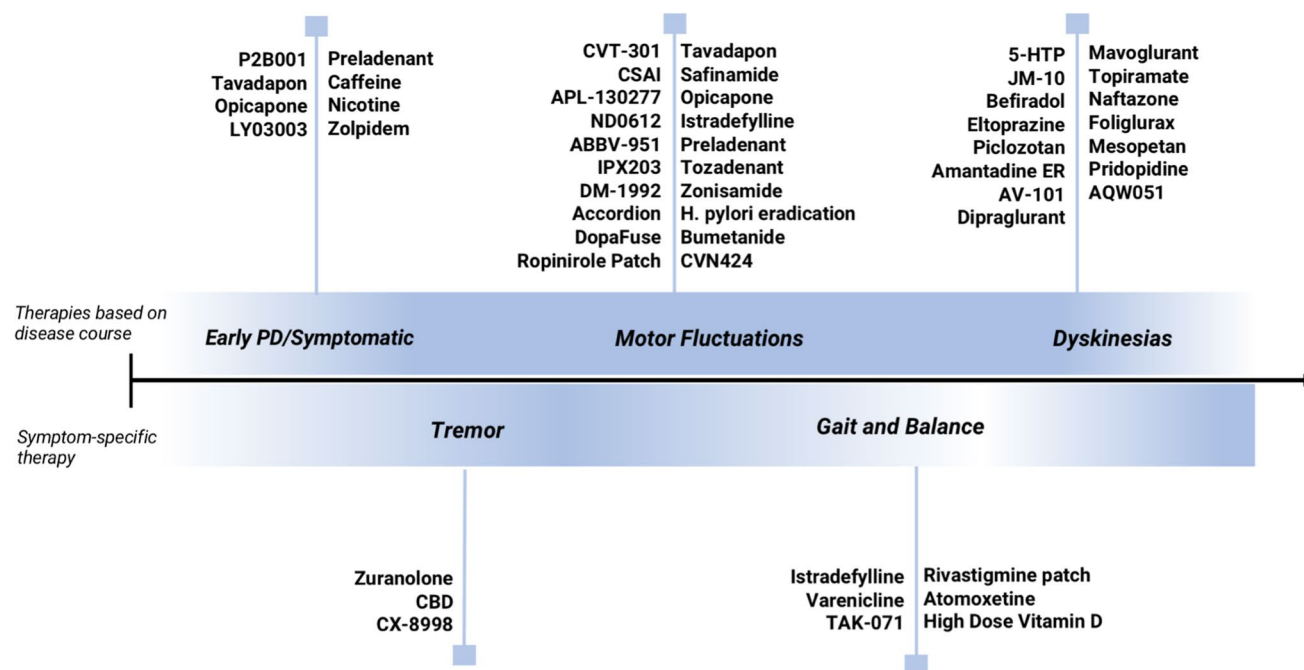 P2B001 Preladenant
Tavadapon Caffeine
Opicapone Nicotine
LY03003 Zolpidem
CVT-301 Tavadapon
CSAI Safinamide
APL-130277 Opicapone
ND0612 Istradefylline
ABBV-951 Preladenant
IPX203 Tozadenant
DM-1992 Zonisamide
Accordion H. pylori eradication
DopaFuse Bumetanide
Ropinirole Patch CVN424
5-HTP Mavoglurant
JM-10 Topiramate
Befiradol Naftazone
Eltoprazine Foliglurax
Piclozotan Mesopetan
Amantadine ER Pridopidine
AV-101 AQW051
Dipraglurant
Therapies based on
disease course
Early PD/Symptomatic
Motor Fluctuations
Dyskinesias
Symptom-specific
therapy
Tremor
Gait and Balance
Zuranolone
CBD
CX-8998
Istradefylline Rivastigmine patch
Varenicline Atomoxetine
TAK-071 High Dose Vitamin D